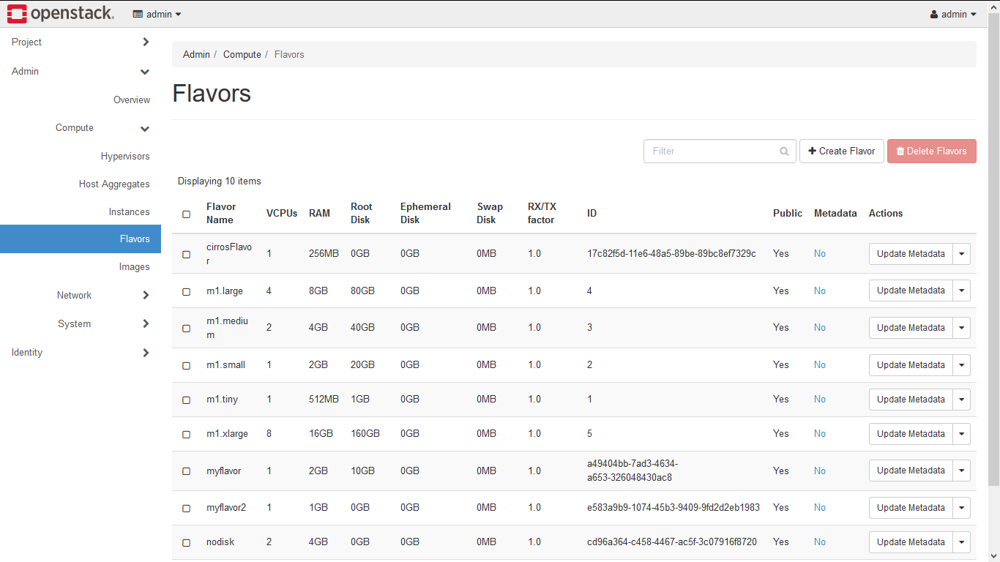 openstack. admin admin
Project
Admin
Overview
Compute
Hypervisors
Host Aggregates
Instances
Flavors
Images
Network
System
Identity
Admin / Compute / Flavors
Flavors
Filter Create Flavor Delete Flavors
Displaying 10 items
Flavor Name VCPUs RAM Root Disk Ephemeral Disk Swap Disk RX/TX factor ID Public Metadata Actions
cirrosFlavor 1 256MB 0GB 0GB 0MB 1.0 17c82f5d-11e6-48a5-89be-89bc8ef7329c Yes No Update Metadata
m1.large 4 8GB 80GB 0GB 0MB 1.0 4 Yes No Update Metadata
m1.medium 2 4GB 40GB 0GB 0MB 1.0 3 Yes No Update Metadata
m1.small 1 2GB 20GB 0GB 0MB 1.0 2 Yes No Update Metadata
m1.tiny 1 512MB 1GB 0GB 0MB 1.0 1 Yes No Update Metadata
m1.xlarge 8 16GB 160GB 0GB 0MB 1.0 5 Yes No Update Metadata
myflavor 1 2GB 10GB 0GB 0MB 1.0 a49404bb-7ad3-4634-a653-326048430ac8 Yes No Update Metadata
myflavor2 1 1GB 0GB 0GB 0MB 1.0 e583a9b9-1074-45b3-9409-9fd2d2eb1983 Yes No Update Metadata
nodisk 2 4GB 0GB 0GB 0MB 1.0 cd96a364-c458-4467-ac5f-3c07916f8720 Yes No Update Metadata